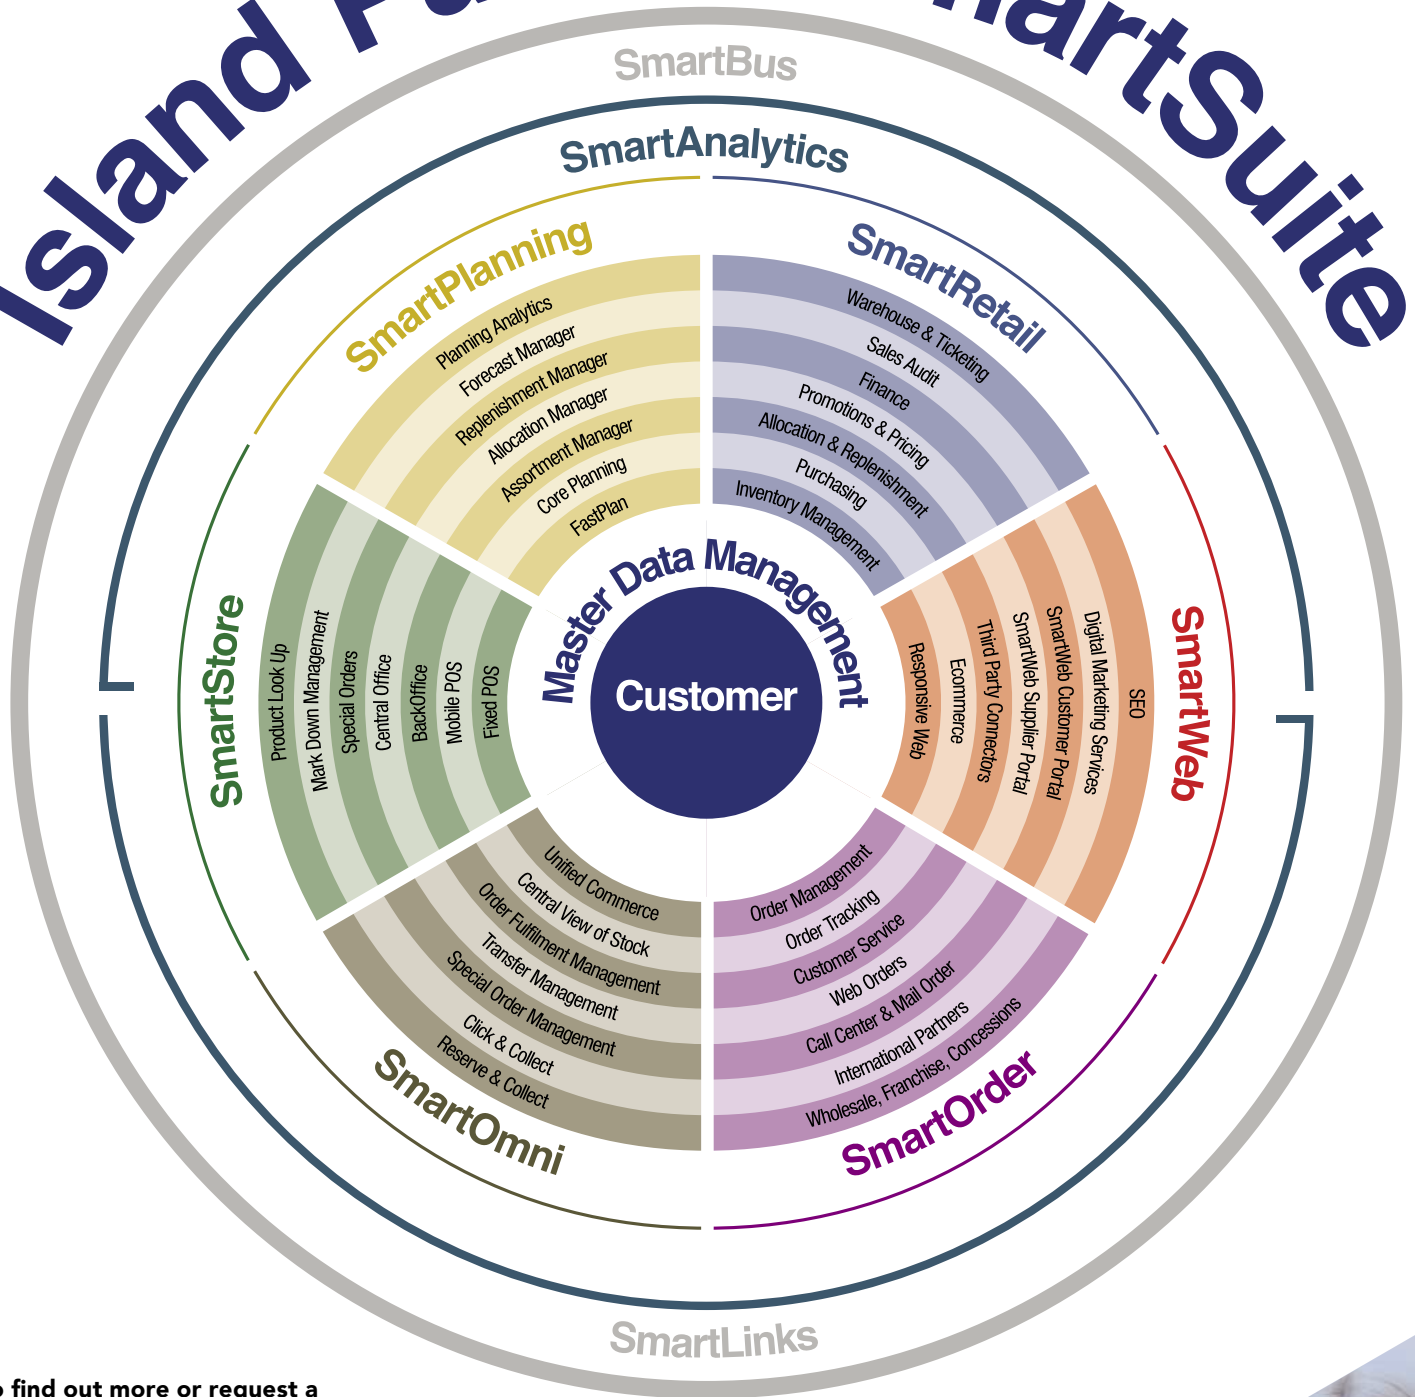 Island
SmartSuite
SmartBus
SmartAnalytics
SmartPlanning
Planning Analytics
Forecast Manager
Replenishment Manager
Allocation Manager
Assortment Manager
Core Planning
FastPlan
SmartRetail
Warehouse & Ticketing
Sales Audit
Finance
Promotions & Pricing
Allocation & Replenishment
Purchasing
Inventory Management
SmartStore
Product Look Up
Mark Down Management
Special Orders
Central Office
BackOffice
Mobile POS
Fixed POS
Master Data Management
Customer
Responsive Web
Ecommerce
Third Party Connectors
SmartWeb Supplier Portal
SmartWeb Customer Portal
Digital Marketing Services
SEO
SmartWeb
Unified Commerce
Central View of Stock
Order Fulfilment Management
Transfer Management
Special Order Management
Click & Collect
Reserve & Collect
SmartOmni
Order Management
Order Tracking
Customer Service
Web Orders
Call Center & Mail Order
International Partners
Wholesale, Franchise, Concessions
SmartOrder
SmartLinks
find out more or request a